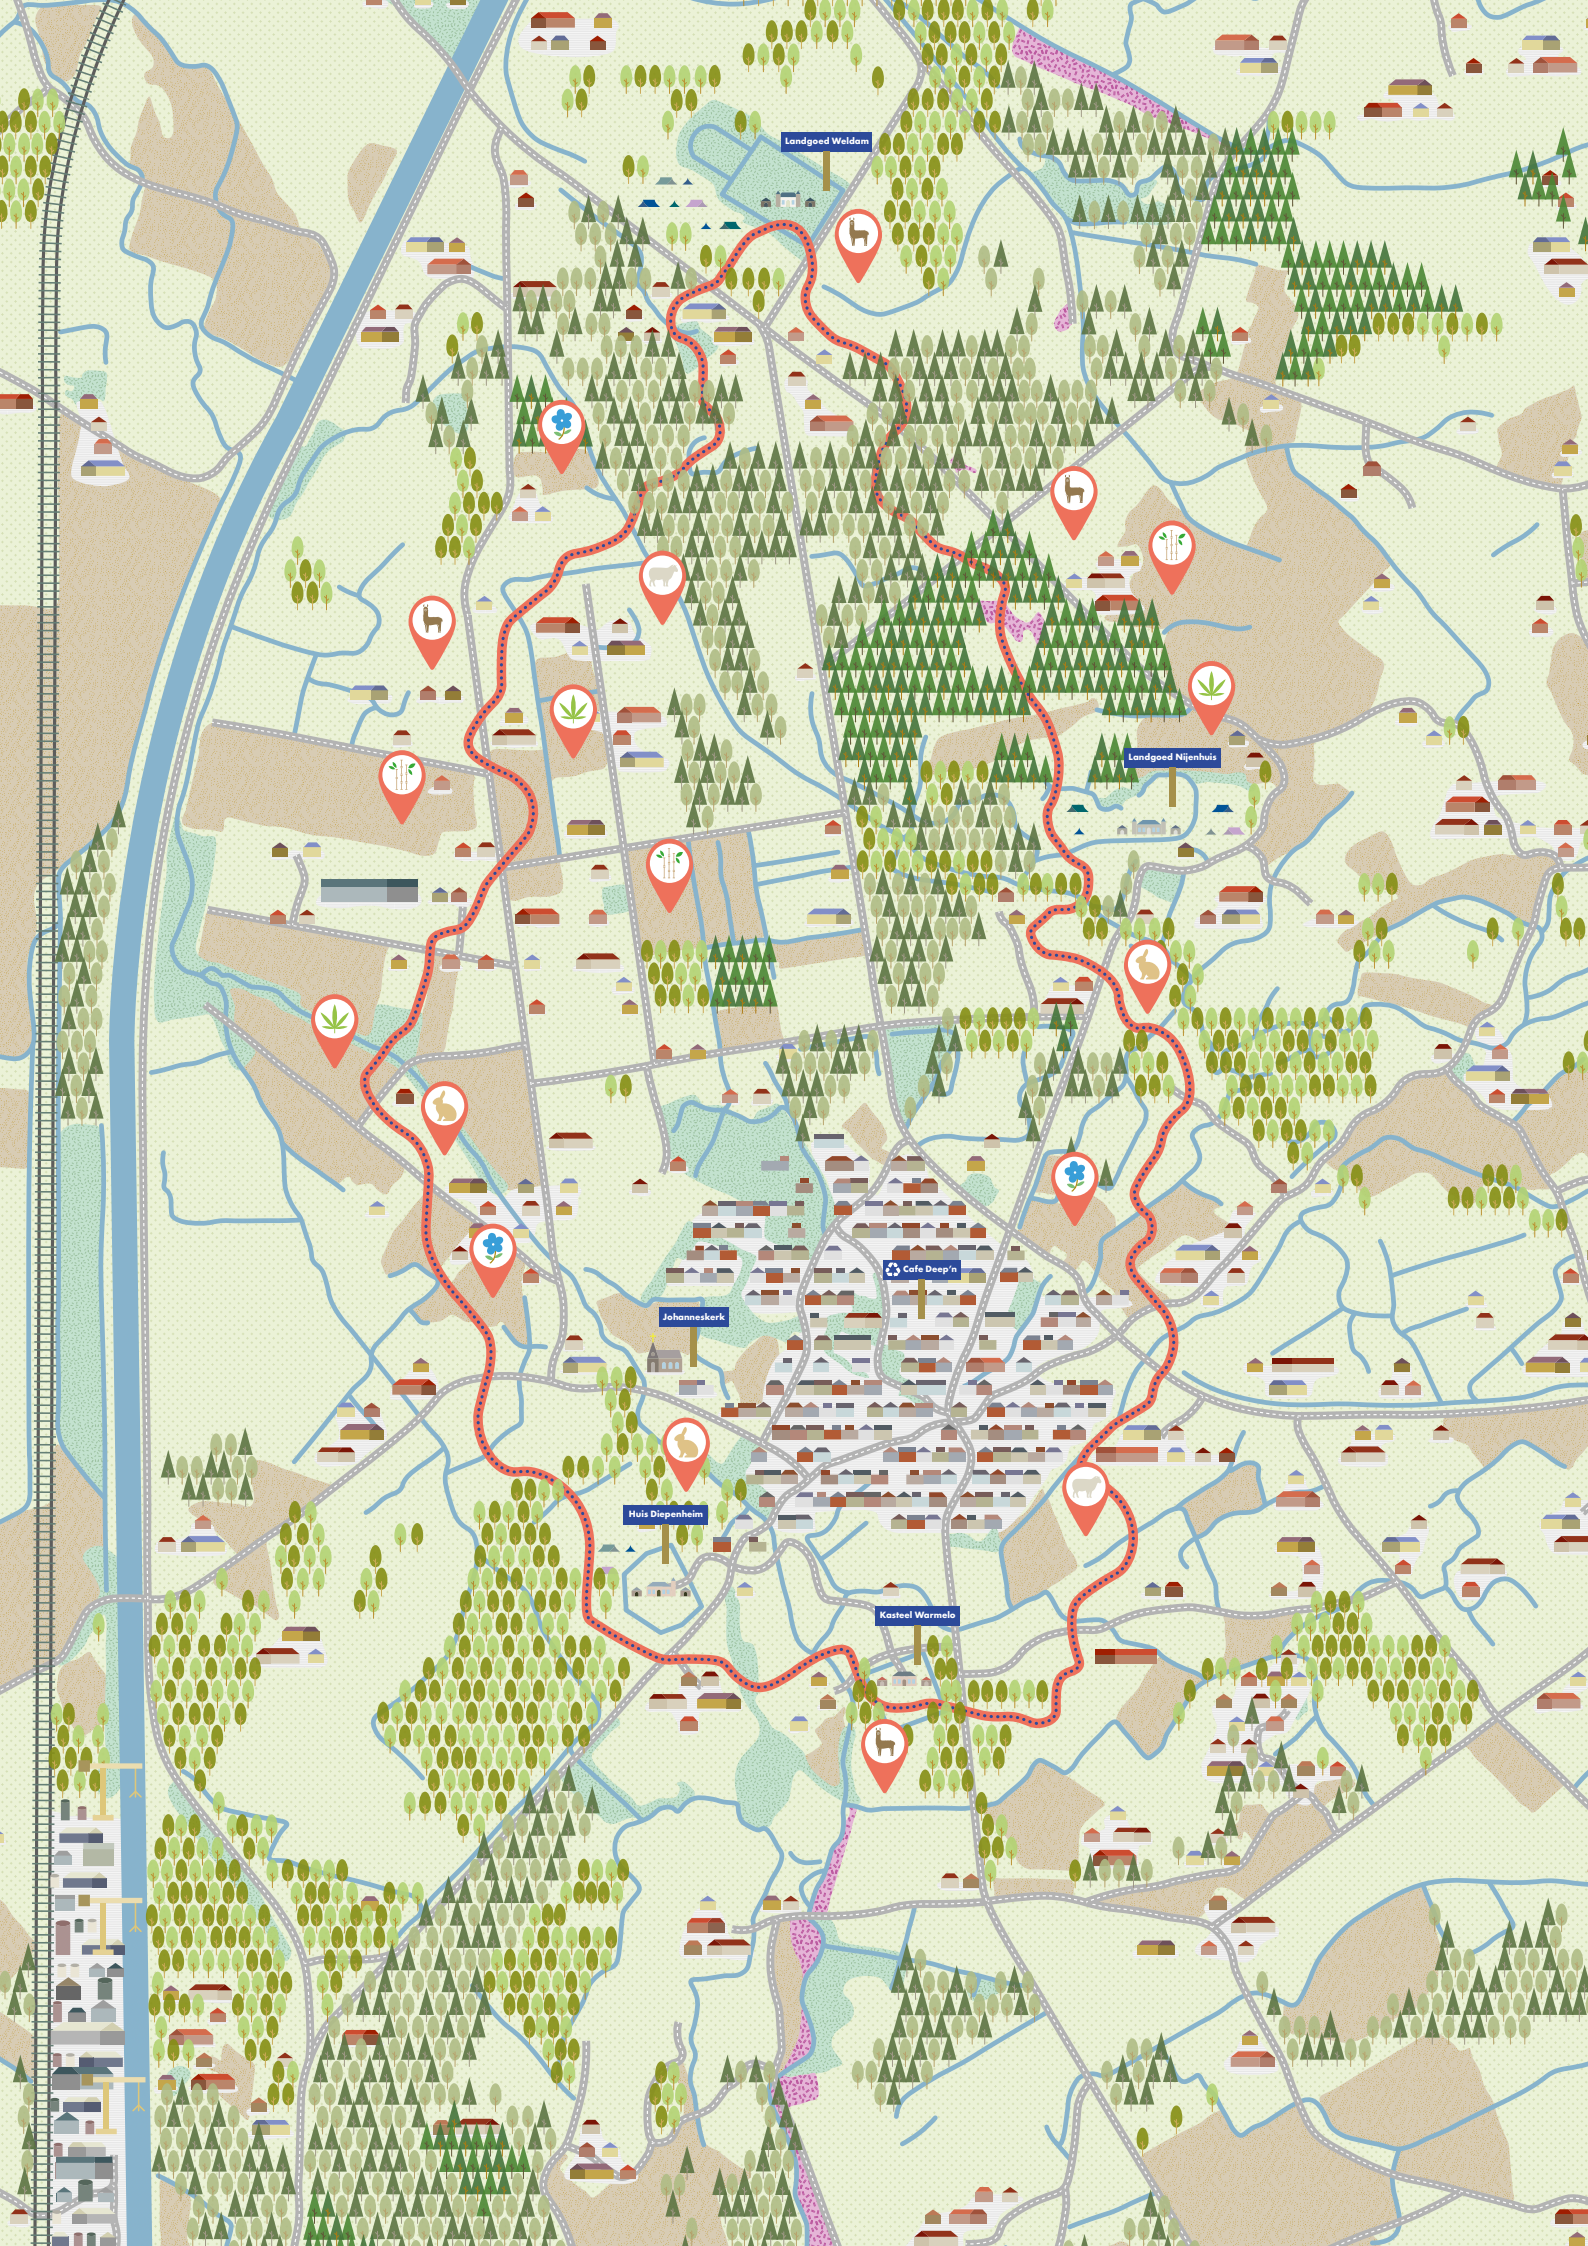 Landgoed Weldam
Landgoed Nijenhuis
Cafe Deep'n
Johanneskerk
Huis Diepenheim
Kasteel Warmelo